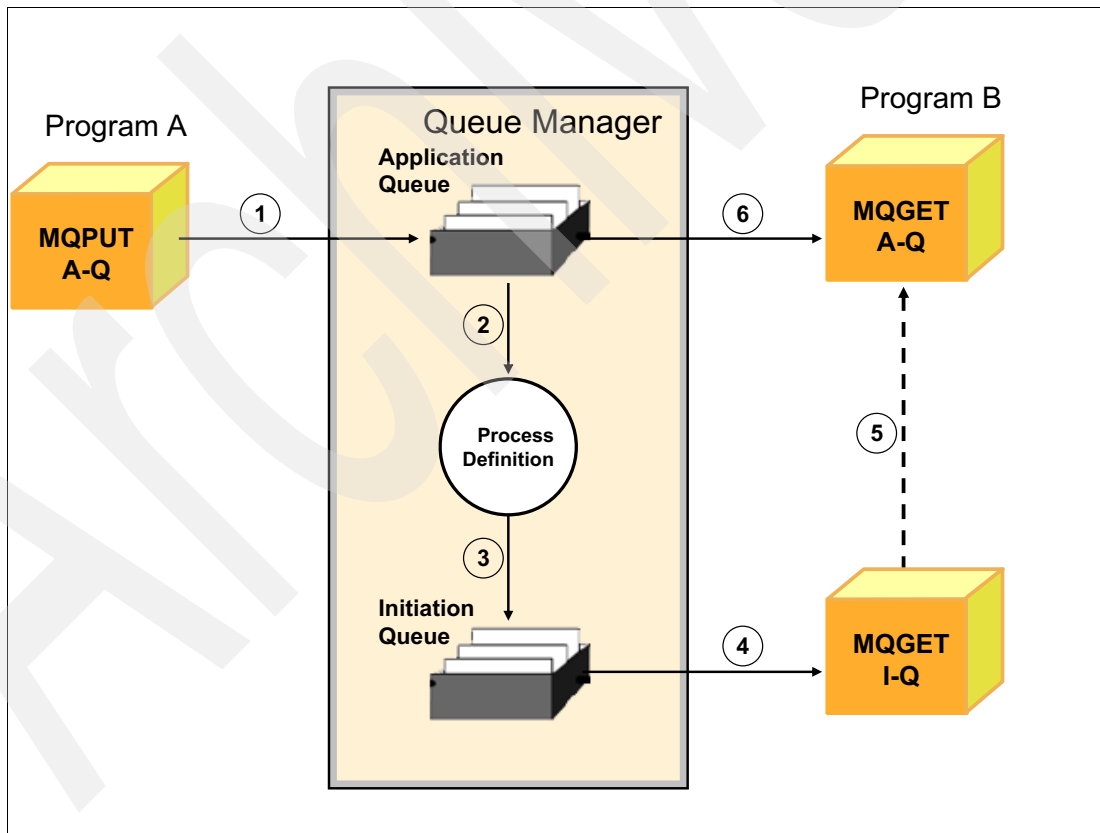 Program A
MQPUT
A-Q
1
Queue Manager
Application
Queue
2
Process
Definition
3
Initiation
Queue
6
Program B
MQGET
A-Q
5
4
MQGET
I-Q
Archiv